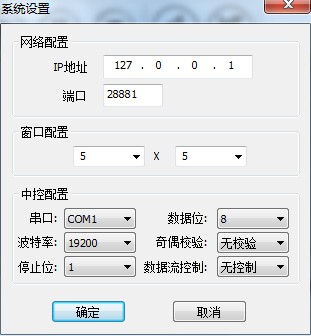 系统设置
网络配置
IP地址 127 . 0 . 0 . 1
端口 28881
窗口配置
5 X 5
中控配置
串口: COM1 数据位: 8
波特率: 19200 奇偶校验: 无校验
停止位: 1 数据流控制: 无控制
确定 取消